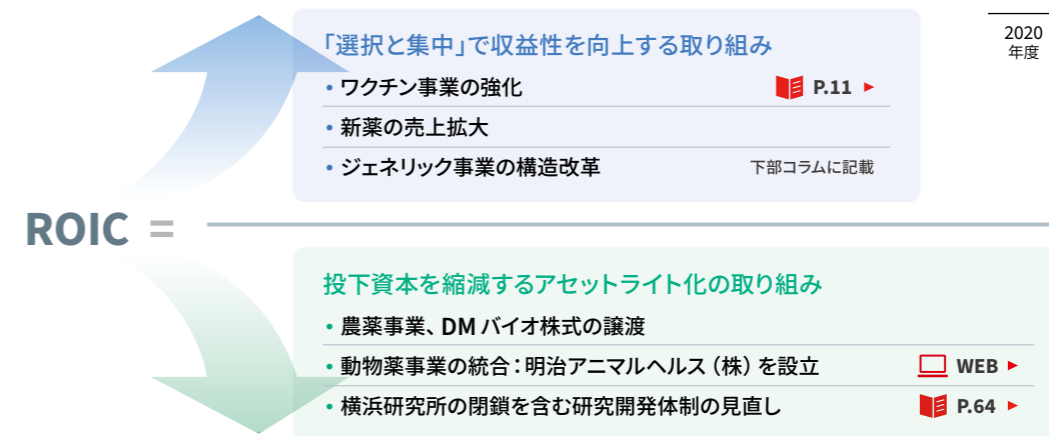 2020
年度
「選択と集中」で収益性を向上する取り組み
• ワクチン事業の強化 P.11 ►
• 新薬の売上拡大
• ジェネリック事業の構造改革 下部コラムに記載
ROIC =
投下資本を縮減するアセットライト化の取り組み
• 農薬事業、DMバイオ株式の譲渡
• 動物薬事業の統合：明治アニマルヘルス（株）を設立 WEB ►
• 横浜研究所の閉鎖を含む研究開発体制の見直し P.64 ►